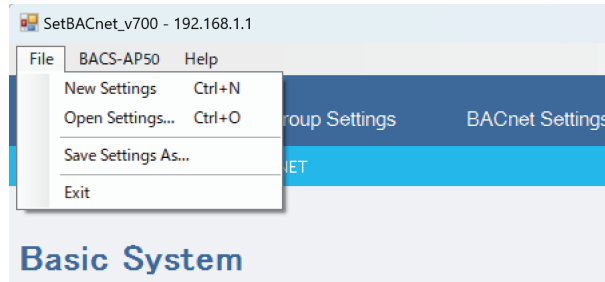 SetBACnet_v700 - 192.168.1.1
File BACS-AP50 Help
New Settings Ctrl+N
Open Settings... Ctrl+O
roup Settings BACnet Settings
Save Settings As...
NET
Exit
Basic System